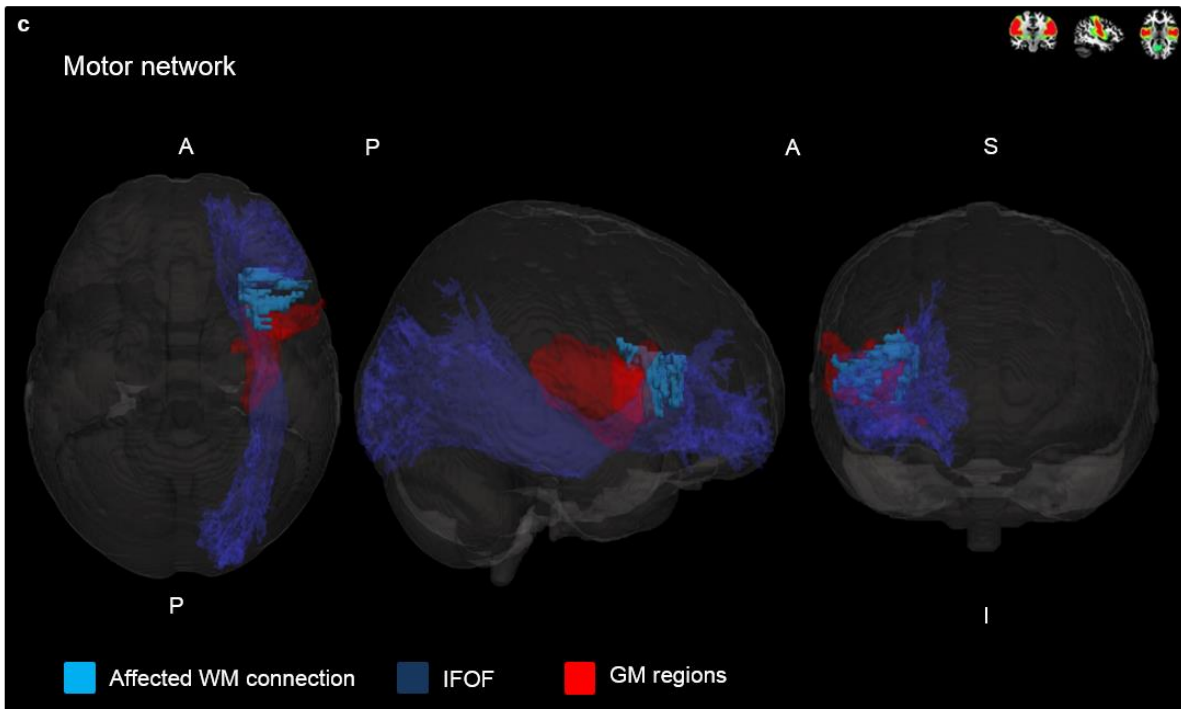 c
Motor network
A
P
A
S
P
I
Affected WM connection
IFOF
GM regions